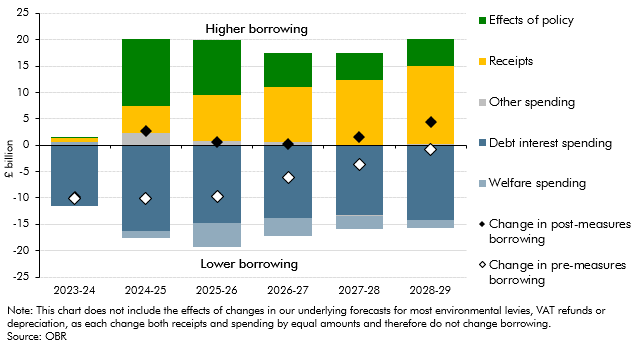 25
20
15
10
5
0
-5
-10
-15
-20
-25
£ billion
Higher borrowing
Lower borrowing
2023-24 2024-25 2025-26 2026-27 2027-28 2028-29
Effects of policy
Receipts
Other spending
Debt interest spending
Welfare spending
Change in post-measures
borrowing
Change in pre-measures
borrowing
Note: This chart does not include the effects of changes in our underlying forecasts for most environmental levies, VAT refunds or
depreciation, as each change both receipts and spending by equal amounts and therefore do not change borrowing.
Source: OBR